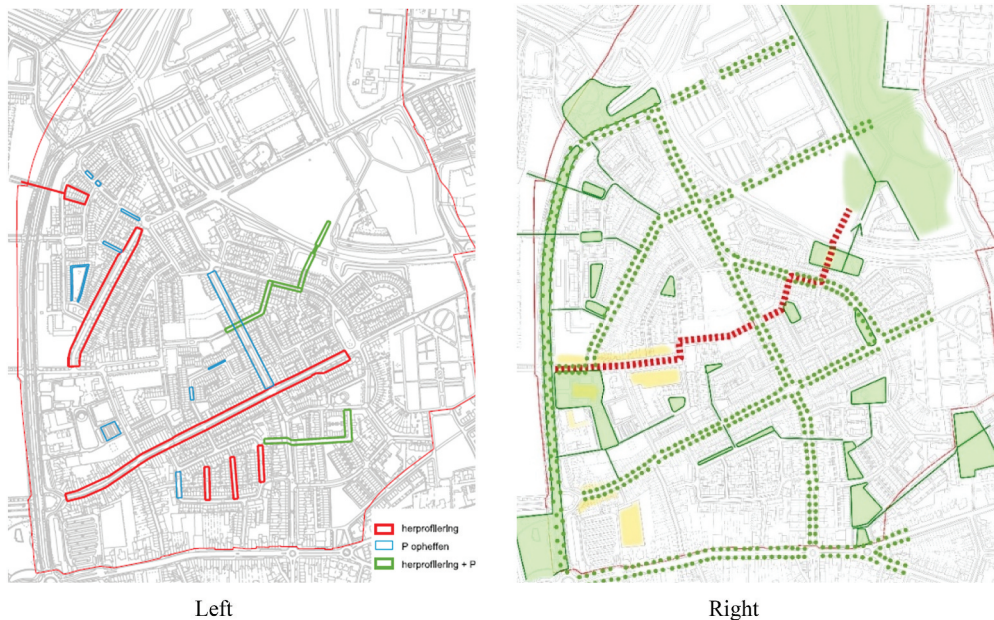 herprofilering
P opheffen
herprofilering + P
Left
Right